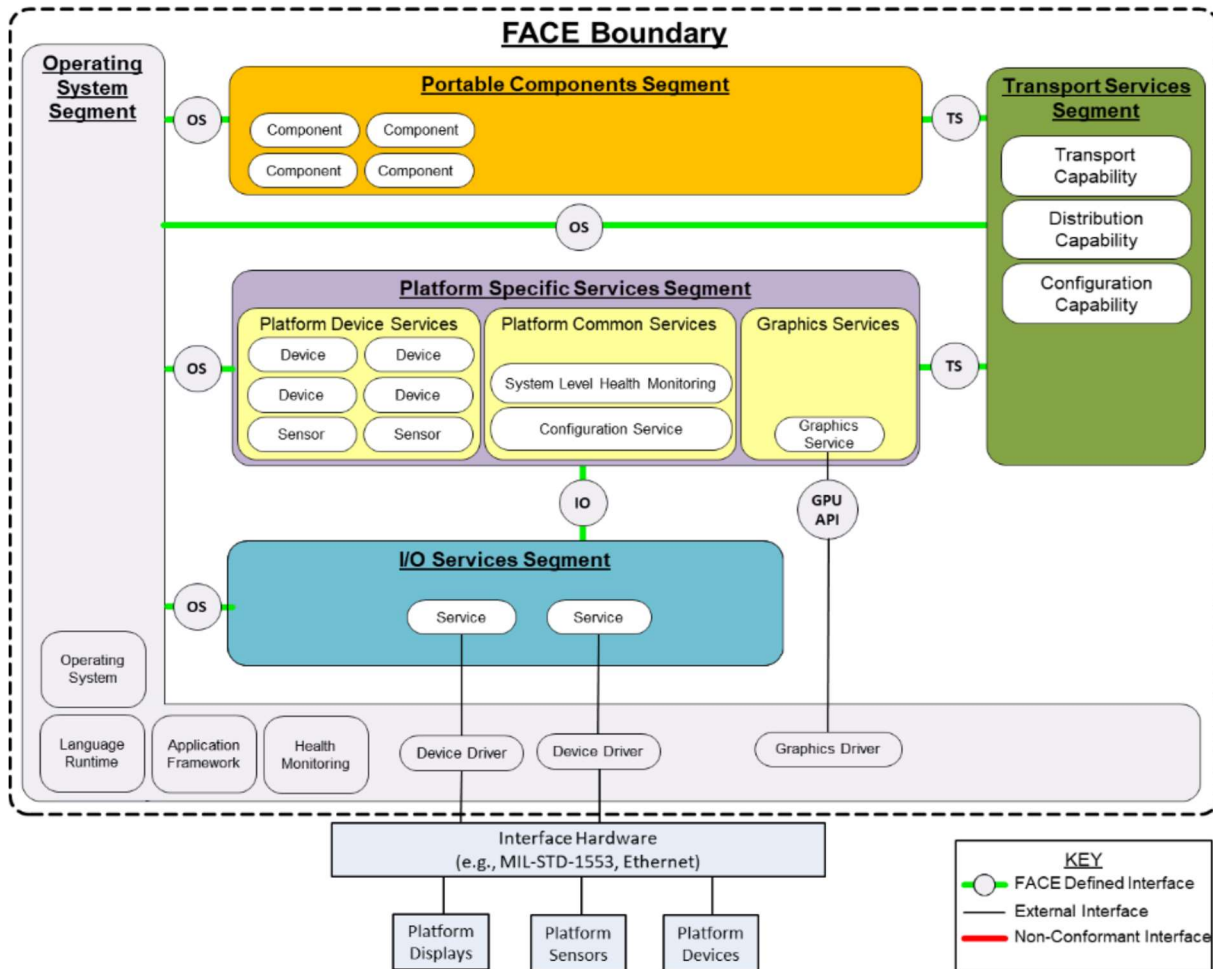 FACE Boundary
Operating
System
Segment
Portable Components Segment
Transport Services
Segment
OS
Component
Component
Component
Component
TS
Transport
Capability
Distribution
Capability
Configuration
Capability
OS
Platform Specific Services Segment
Platform Device Services
Platform Common Services
Graphics Services
OS
Device
Device
Device
Device
Sensor
Sensor
System Level Health Monitoring
Configuration Service
Graphics
Service
TS
IO
GPU
API
I/O Services Segment
OS
Service
Service
Operating
System
Language
Runtime
Application
Framework
Health
Monitoring
Device Driver
Device Driver
Graphics Driver
Interface Hardware
(e.g., MIL-STD-1553, Ethernet)
Platform
Displays
Platform
Sensors
Platform
Devices
KEY
FACE Defined Interface
External Interface
Non-Conformant Interface